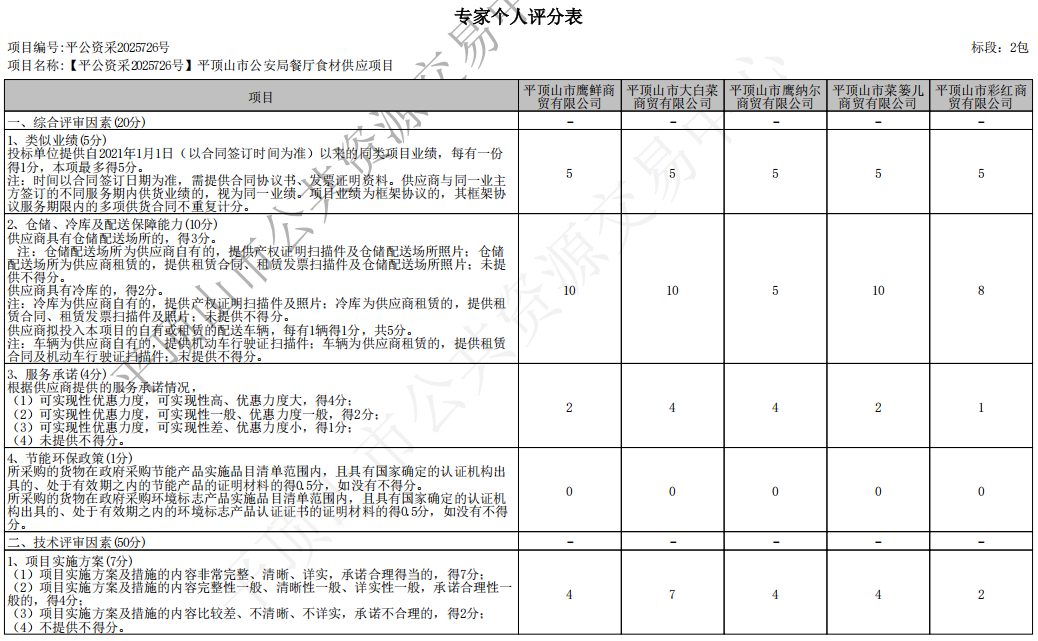 专家个人评分表
项目编号:平公资采2025726号
标段: 2包
项目名称:【平公资采2025726号】平顶山市公安局餐厅食材供应项目
项目
平顶山市鹰鲜商贸有限公司
平顶山市大白菜商贸有限公司
平顶山市鹰纳尔商贸有限公司
平顶山市菜篓儿商贸有限公司
平顶山市彩红商贸有限公司
一、综合评审因素(20分)
- - - - -
1、类似业绩(5分)
投标单位提供自2021年1月1日（以合同签订时间为准）以来的同类项目业绩，每有一份
得1分，本项最多得5分。
注：时间以合同签订日期为准，需提供合同协议书、发票证明资料。供应商与同一业主
方签订的不同服务期内供货业绩的，视为同一业绩。项目业绩为框架协议的，其框架协
议服务期限内的多项供货合同不重复计分。
5 5 5 5 5
2、仓储、冷库及配送保障能力(10分)
供应商具有仓储配送场所的，得3分。
注：仓储配送场所为供应商自有的，提供产权证明扫描件及仓储配送场所照片；仓储
配送场所为供应商租赁的，提供租赁合同、租赁发票扫描件及仓储配送场所照片；未提
供不得分。
供应商具有冷库的，得2分。
注：冷库为供应商自有的，提供产权证明扫描件及照片；冷库为供应商租赁的，提供租
赁合同、租赁发票扫描件及照片；未提供不得分。
供应商拟投入本项目的自有或租赁的配送车辆，每有1辆得1分，共5分。
注：车辆为供应商自有的，提供机动车行驶证扫描件；车辆为供应商租赁的，提供租赁
合同及机动车行驶证扫描件；未提供不得分。
10 10 5 10 8
3、服务承诺(4分)
根据供应商提供的服务承诺情况，
（1）可实现性优惠力度，可实现性高、优惠力度大，得4分；
（2）可实现性优惠力度，可实现性一般、优惠力度一般，得2分；
（3）可实现性优惠力度，可实现性差、优惠力度小，得1分；
（4）未提供不得分。
2 4 4 2 1
4、节能环保政策(1分)
所采购的货物在政府采购节能产品实施品目清单范围内，且具有国家确定的认证机构出
具的、处于有效期之内的节能产品的证明材料的得0.5分，如没有不得分。
所采购的货物在政府采购环境标志产品实施品目清单范围内，且具有国家确定的认证机
构出具的、处于有效期之内的环境标志产品认证证书的证明材料的得0.5分，如没有不得
分。
0 0 0 0 0
二、技术评审因素(50分)
- - - - -
1、项目实施方案(7分)
（1）项目实施方案及措施的内容非常完整、清晰、详实，承诺合理得当的，得7分；
（2）项目实施方案及措施的内容完整性一般、清晰性一般、详实性一般，承诺合理性一
般的，得4分；
（3）项目实施方案及措施的内容比较差、不清晰、不详实，承诺不合理的，得2分；
（4）不提供不得分。
4 7 4 4 2
平顶山市公共资源交易中
平顶山市公共资源交易中心